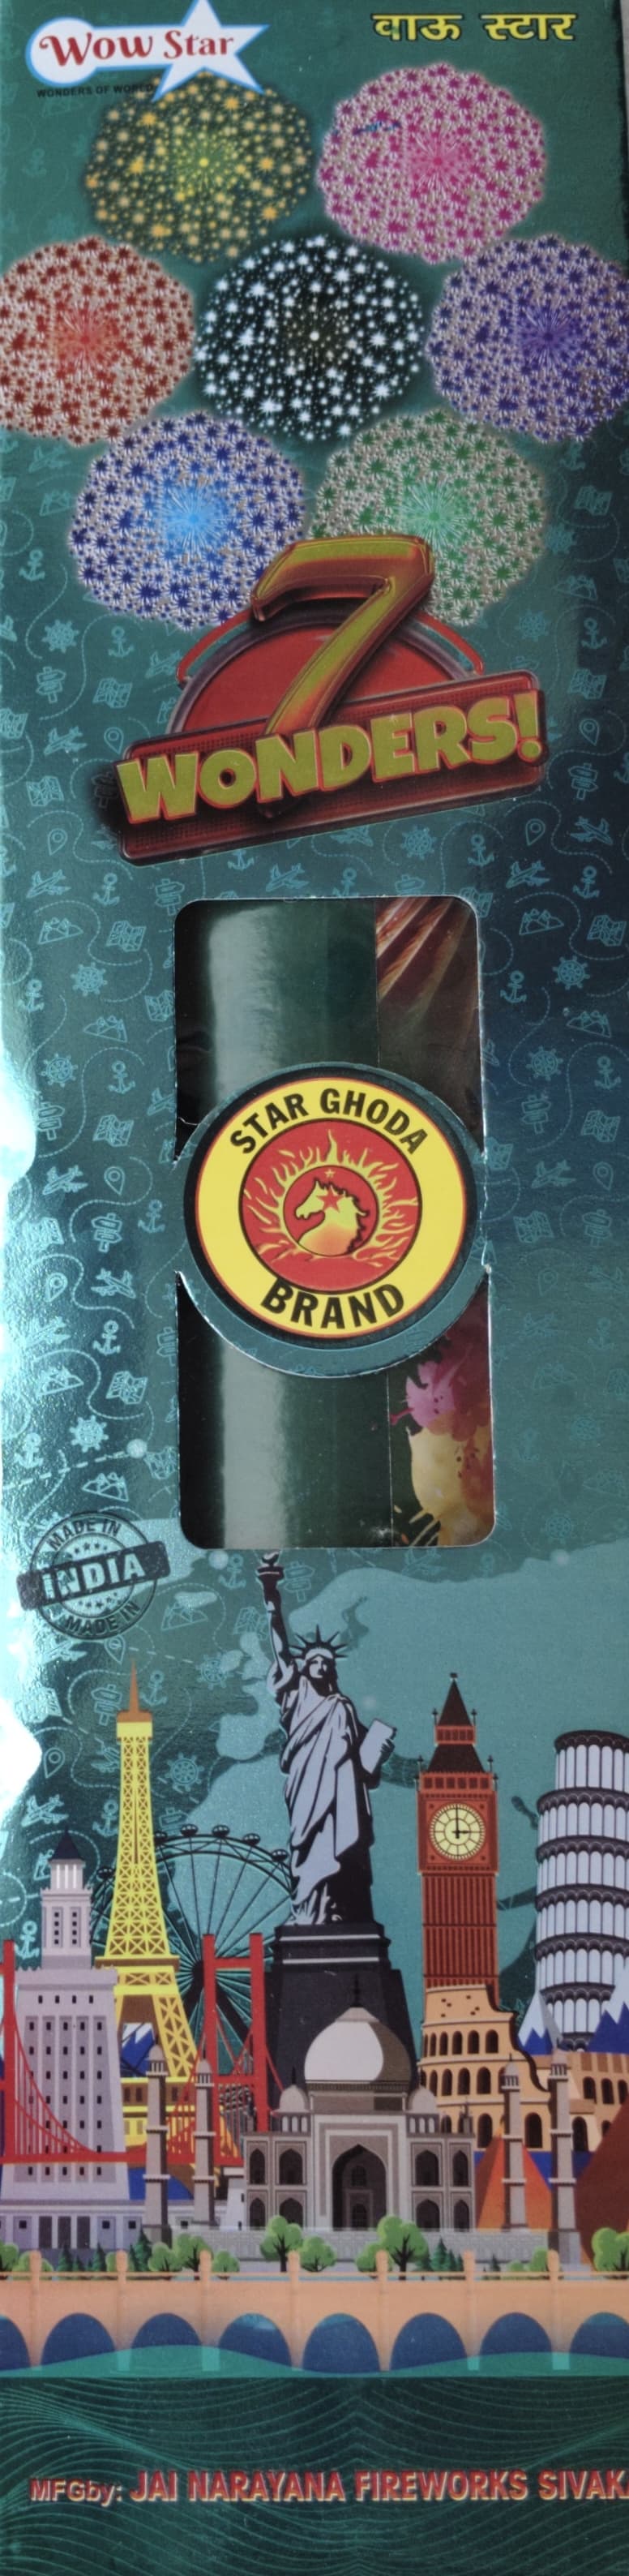 Wow Star
WONDERS OF WORLD
वाऊ स्टार
7
WONDERS!
STAR GHODA
BRAND
MADE IN
INDIA
MADE IN
MFGby: JAI NARAYANA FIREWORKS SIVAK